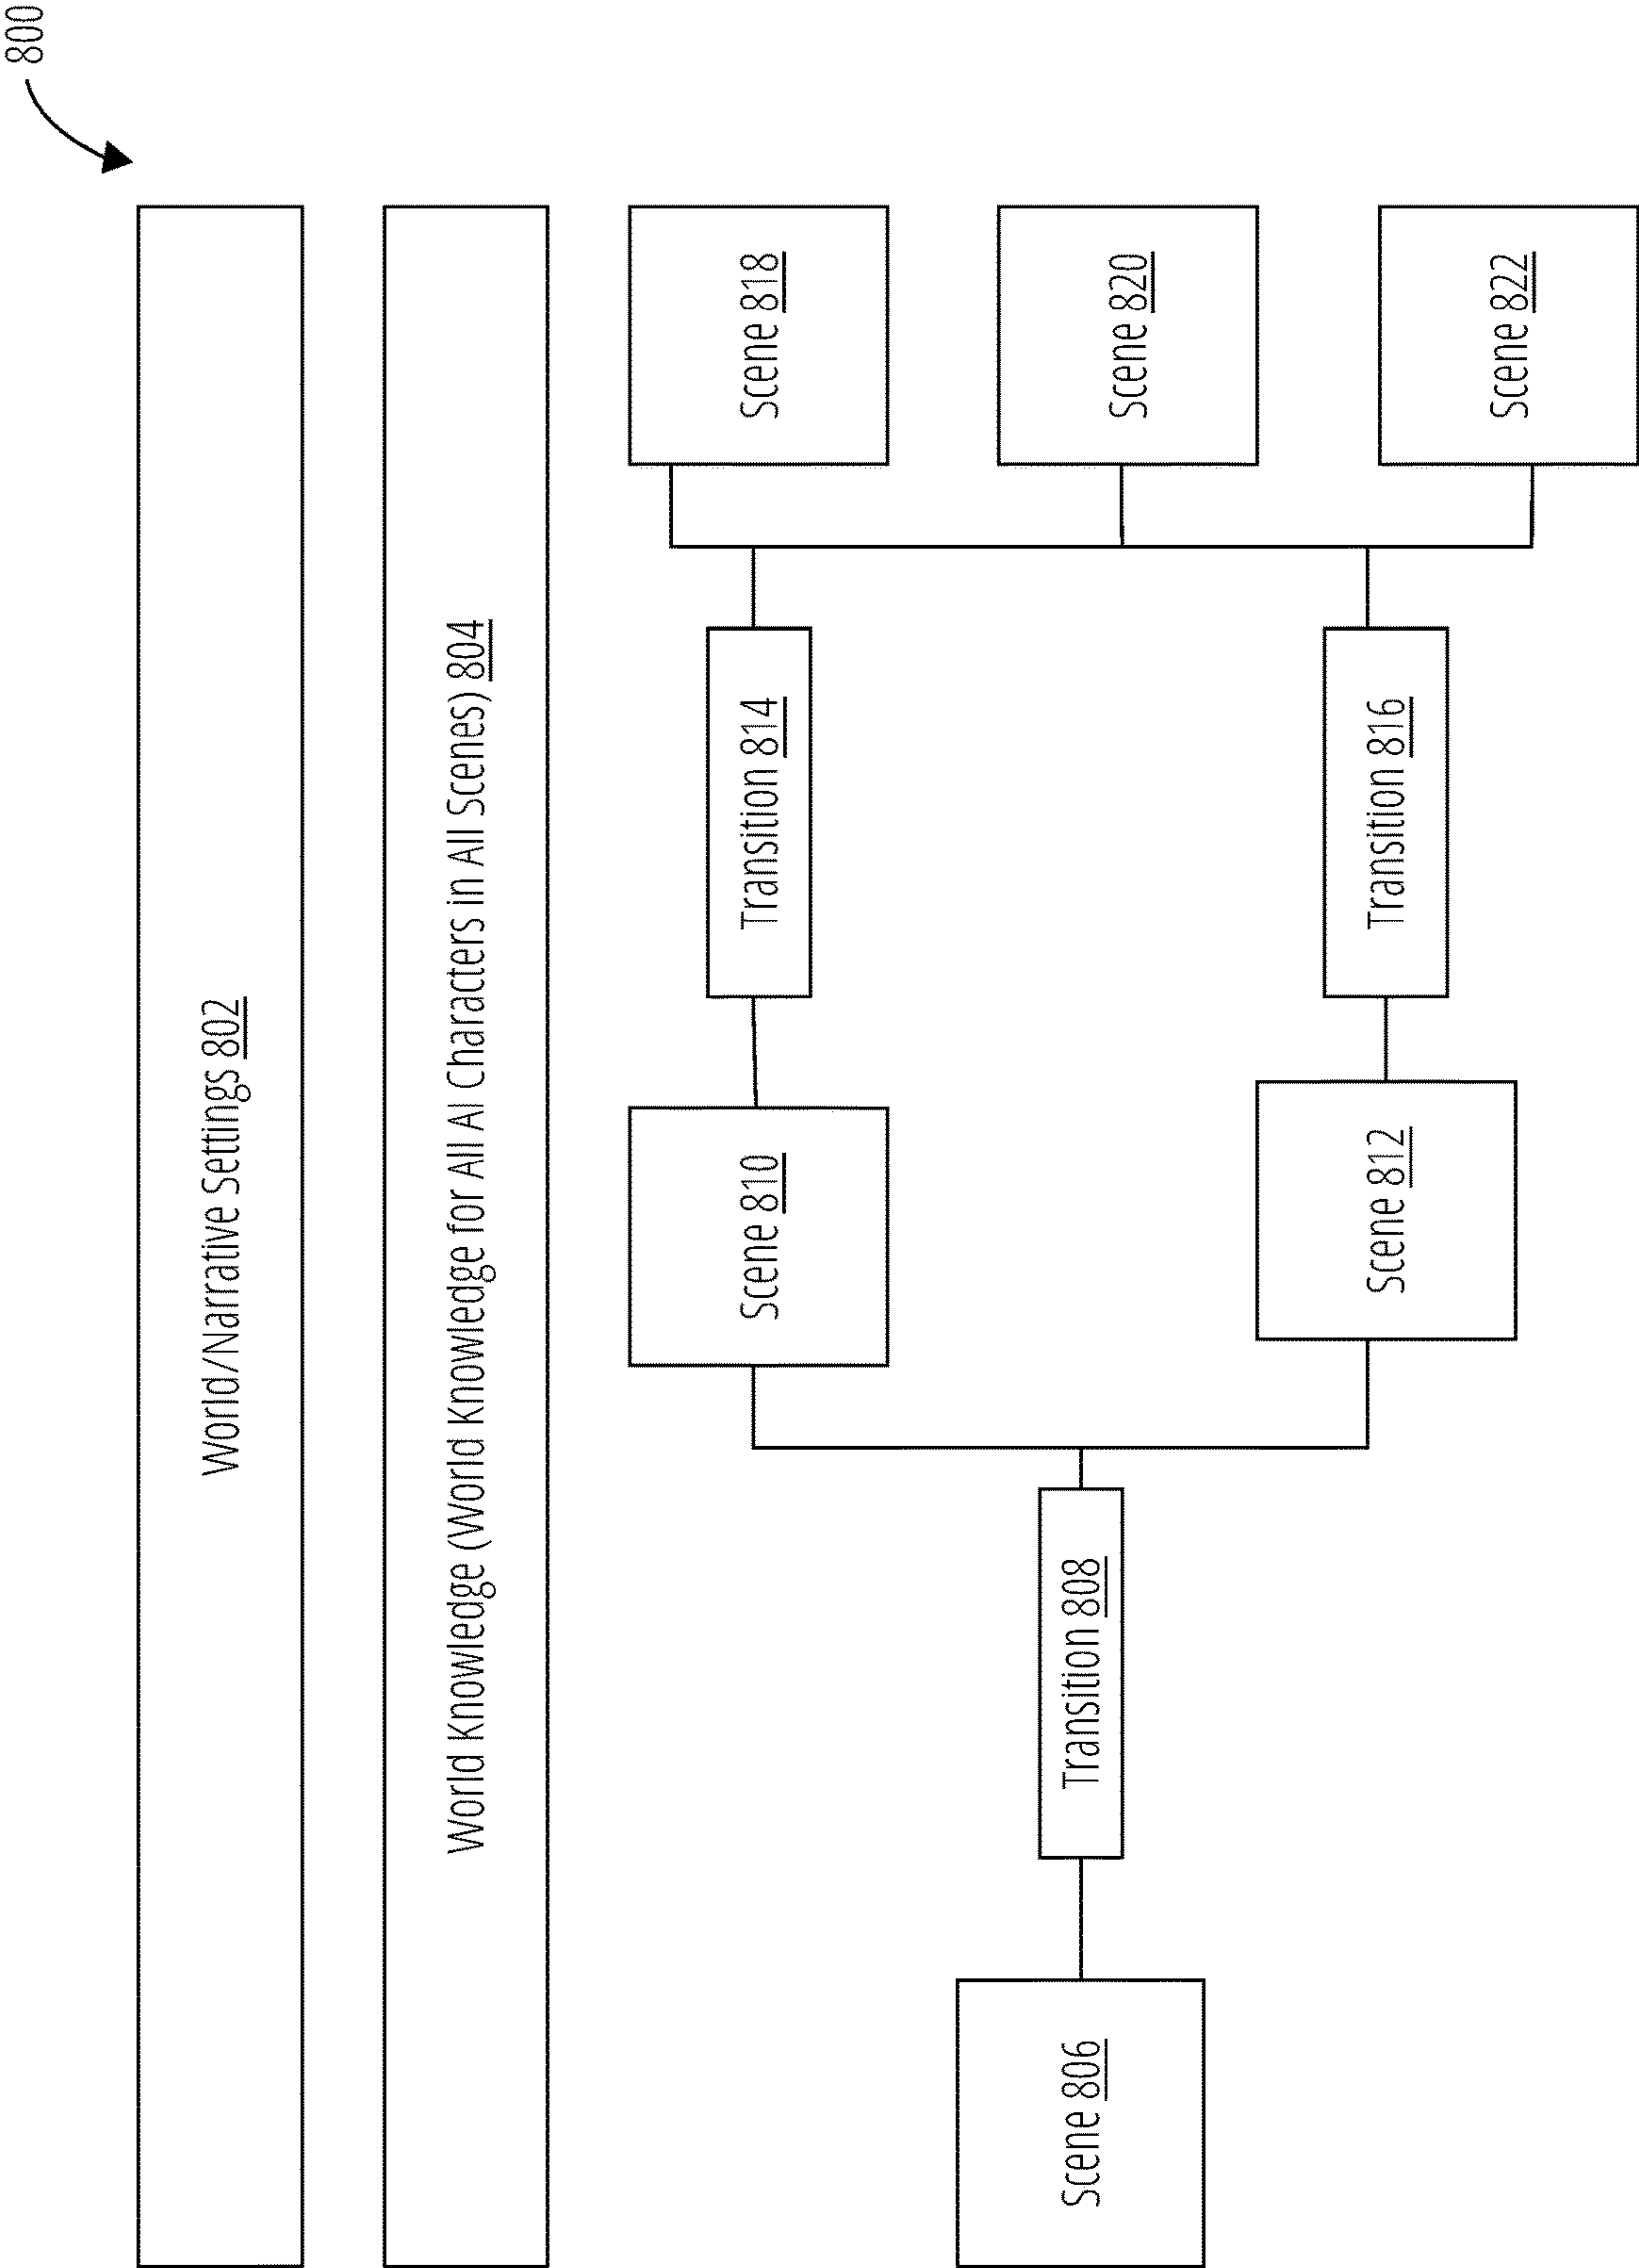 800
World/Narrative Settings 802
World Knowledge (World Knowledge for All AI Characters in All Scenes) 804
Scene 806
Transition 808
Scene 810
Scene 812
Transition 814
Transition 816
Scene 818
Scene 820
Scene 822